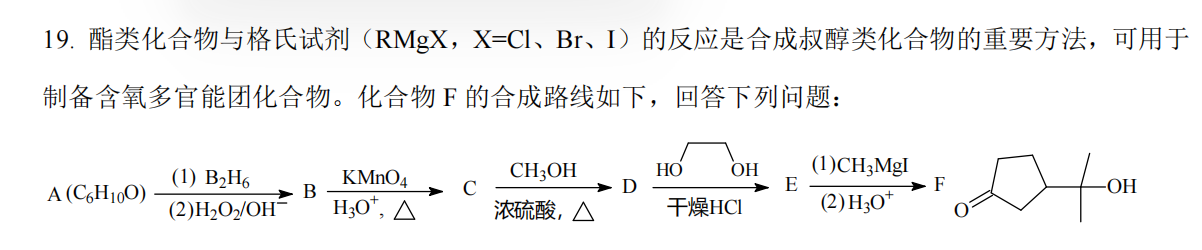 19. 酯类化合物与格氏试剂（RMgX，X=Cl、Br、I）的反应是合成叔醇类化合物的重要方法，可用于
制备含氧多官能团化合物。化合物 F 的合成路线如下，回答下列问题：
A (C₆H₁₀O) (1) B₂H₆ (2)H₂O₂/OH⁻ B KMnO₄ H₃O⁺, △ C CH₃OH 浓硫酸, △ D HO OH 干燥HCl E (1)CH₃MgI (2)H₃O⁺ F O OH